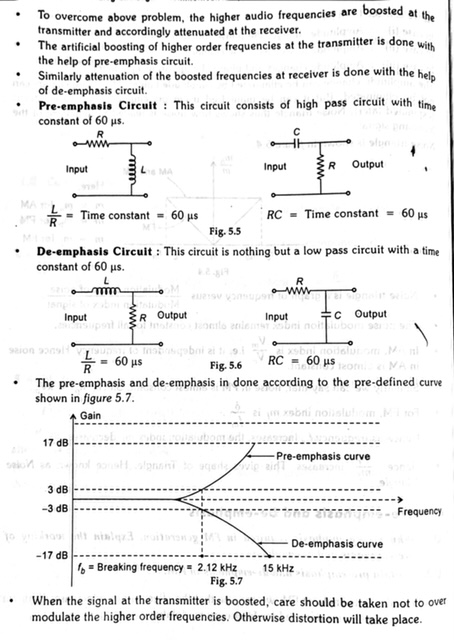 • To overcome above problem, the higher audio frequencies are boosted at the
transmitter and accordingly attenuated at the receiver.
• The artificial boosting of higher order frequencies at the transmitter is done with
the help of pre-emphasis circuit.
• Similarly attenuation of the boosted frequencies at receiver is done with the help
of de-emphasis circuit.
• Pre-emphasis Circuit : This circuit consists of high pass circuit with time
constant of 60 μs.
R C
Input L Input R Output
L/R = Time constant = 60 μs RC = Time constant = 60 μs
Fig. 5.5
• De-emphasis Circuit : This circuit is nothing but a low pass circuit with a time
constant of 60 μs.
L R
Input R Output Input C Output
L/R = 60 μs Fig. 5.6 RC = 60 μs
• The pre-emphasis and de-emphasis in done according to the pre-defined curve
shown in figure 5.7.
Gain
17 dB
Pre-emphasis curve
3 dB
−3 dB Frequency
De-emphasis curve
−17 dB
fb = Breaking frequency = 2.12 kHz 15 kHz
Fig. 5.7
• When the signal at the transmitter is boosted, care should be taken not to over
modulate the higher order frequencies. Otherwise distortion will take place.